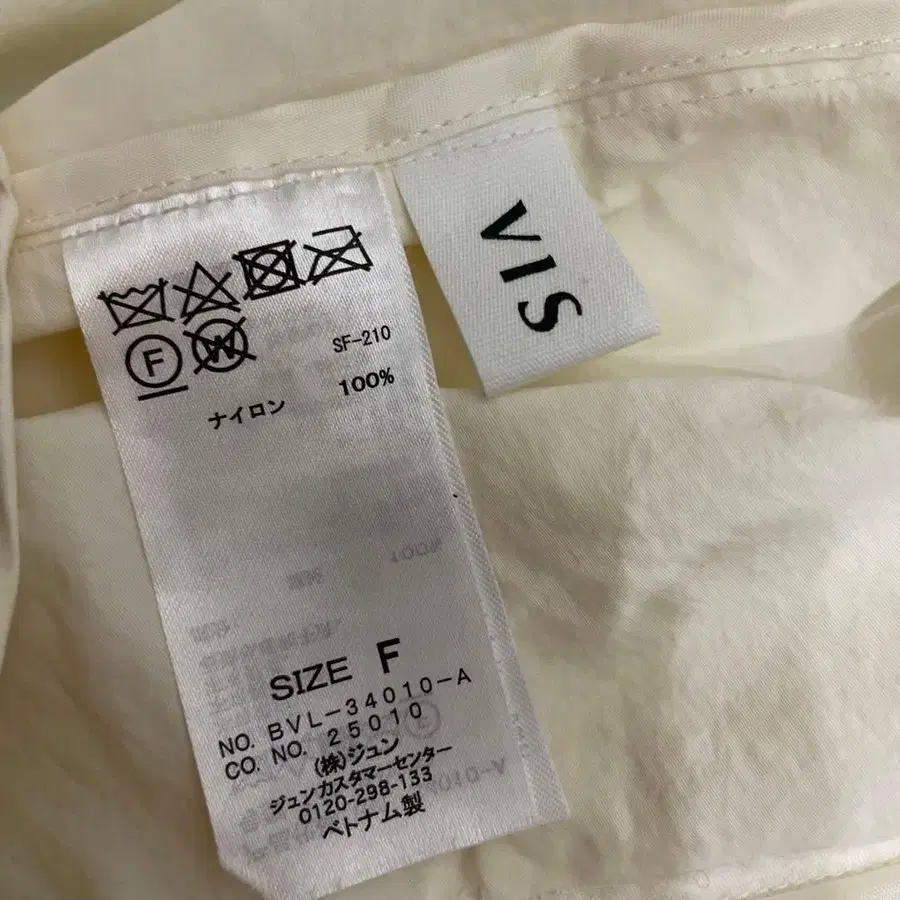 VIS
F W
SF-210
ナイロン 100%
SIZE F
NO. BVL-34010-A
CO. NO. 25010
(株)ジュン
ジュンカスタマーセンター
0120-298-133
ベトナム製